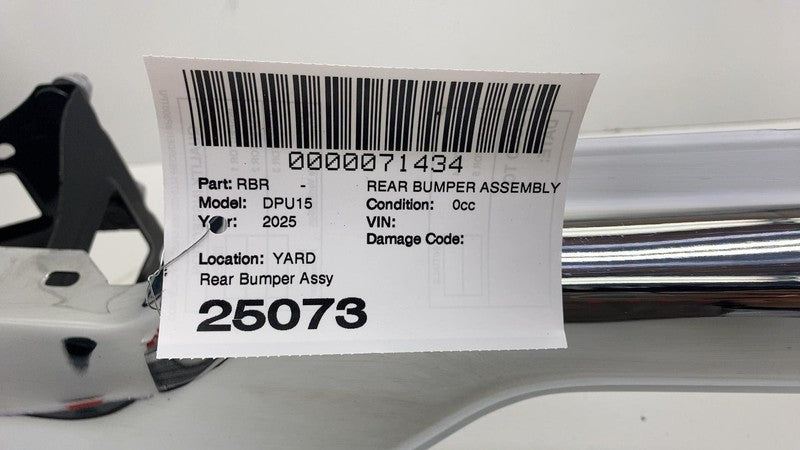 0000071434
Part: RBR - REAR BUMPER ASSEMBLY
Model: DPU15 Condition: 0cc
Year: 2025 VIN:
Damage Code:
Location: YARD
Rear Bumper Assy
25073